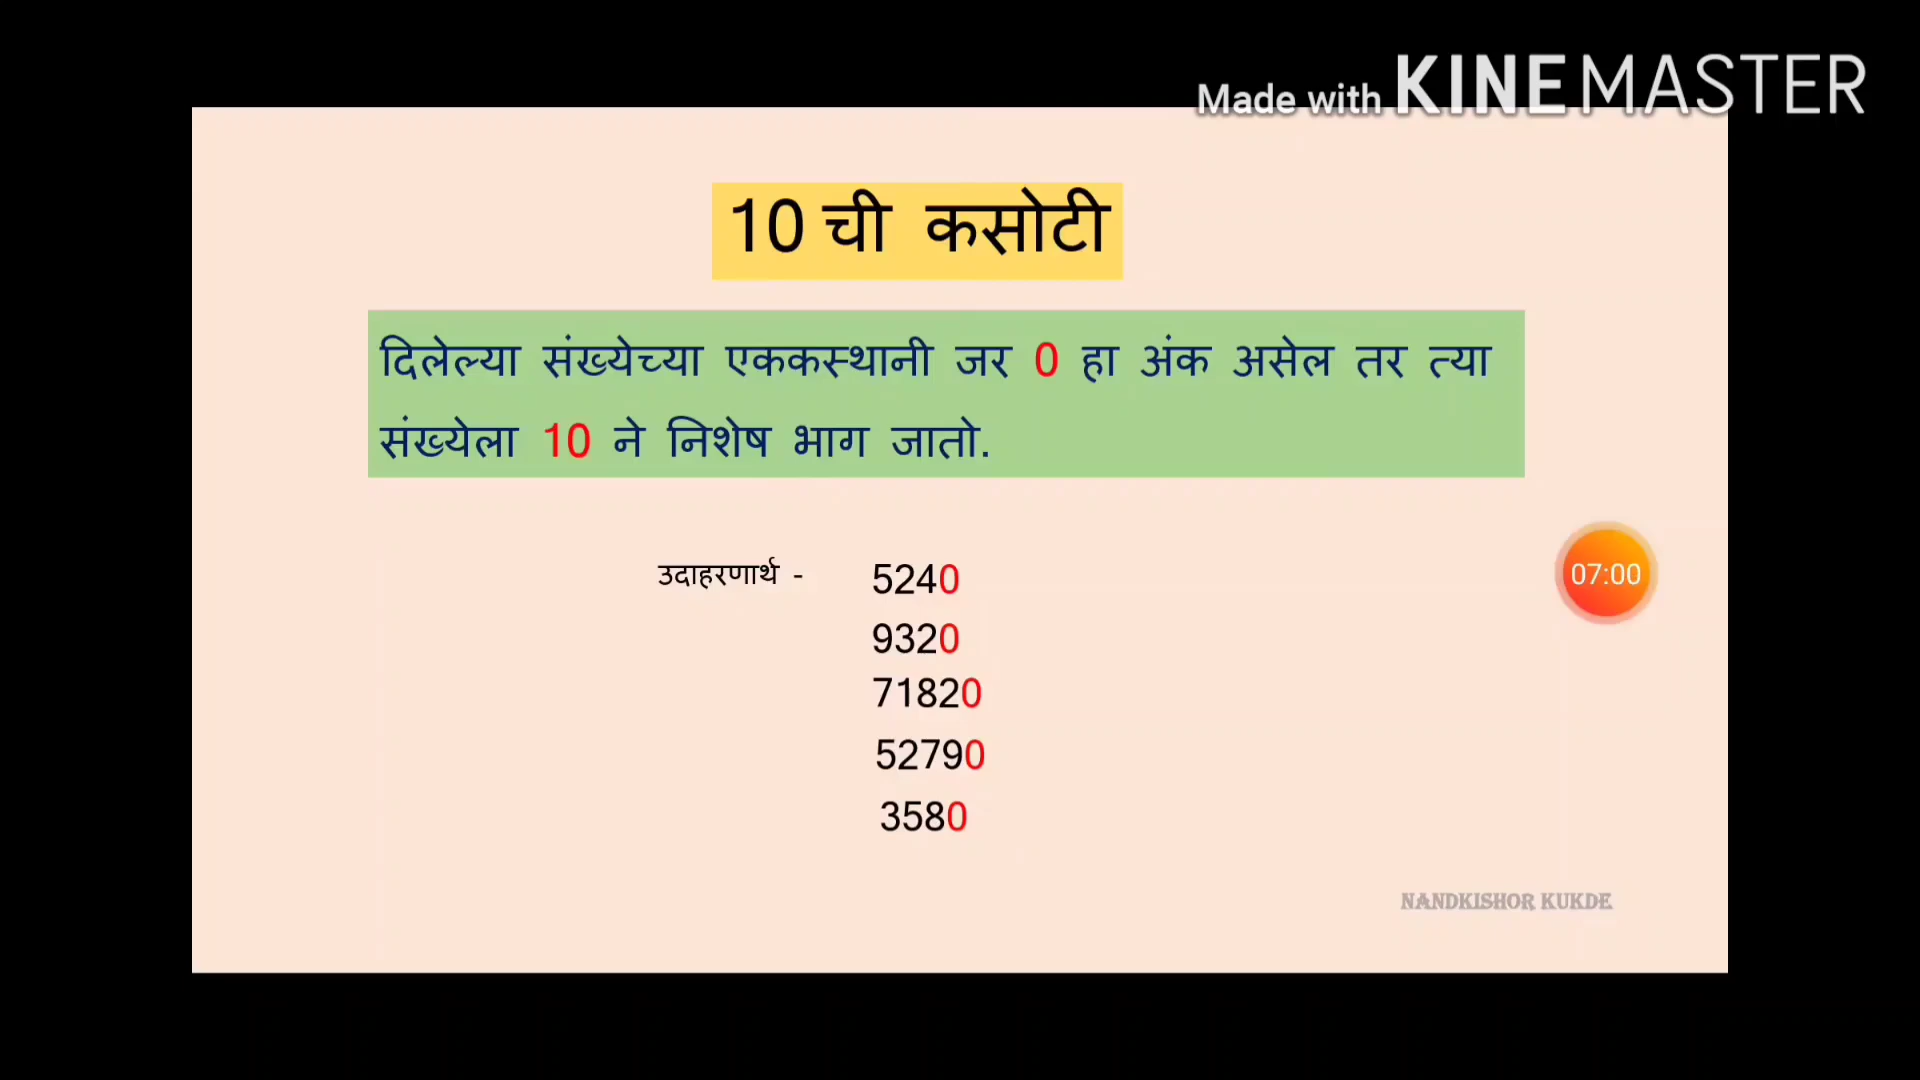 Made with KINEMASTER
10 ची कसोटी
दिलेल्या संख्येच्या एककस्थानी जर 0 हा अंक असेल तर त्या
संख्येला 10 ने निशेष भाग जातो.
उदाहरणार्थ - 5240
9320
71820
52790
3580
07:00
NANDKISHOR KUKDE